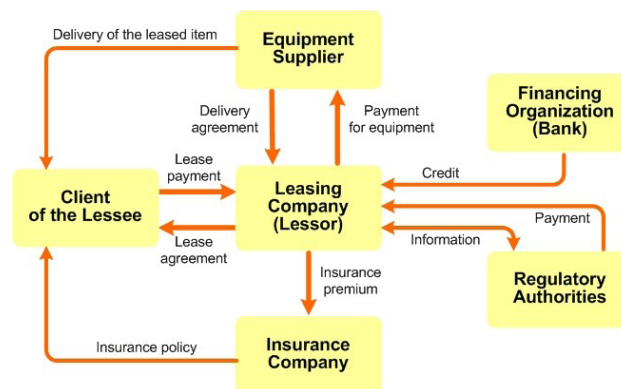 Delivery of the leased item
Equipment
Supplier
Financing
Organization
(Bank)
Delivery
agreement
Payment
for equipment
Lease
payment
Credit
Client
of the Lessee
Leasing
Company
(Lessor)
Payment
Lease
agreement
Information
Regulatory
Authorities
Insurance
premium
Insurance policy
Insurance
Company